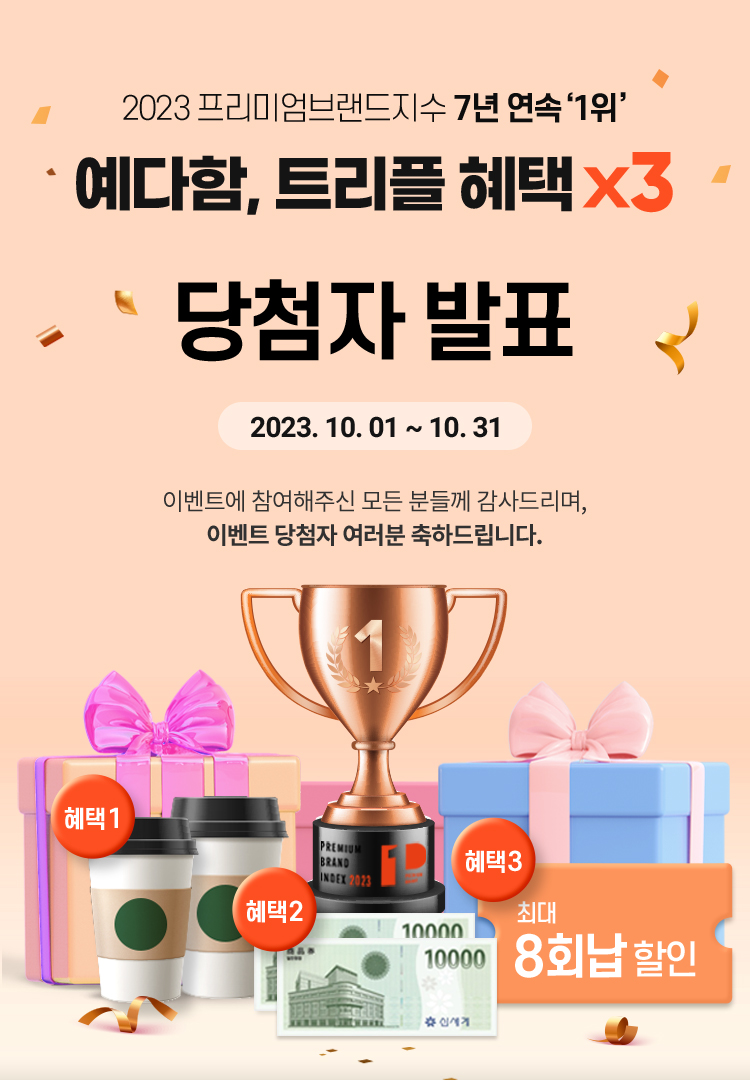 2023 프리미엄브랜드지수 7년 연속 ‘1위’
예다함, 트리플 혜택 x3
당첨자 발표
2023. 10. 01 ~ 10. 31
이벤트에 참여해주신 모든 분들께 감사드리며,
이벤트 당첨자 여러분 축하드립니다.
1
혜택1
PREMIUM
BRAND
INDEX 2023
혜택2
10000
10000
신세계
혜택3
최대
8회납 할인